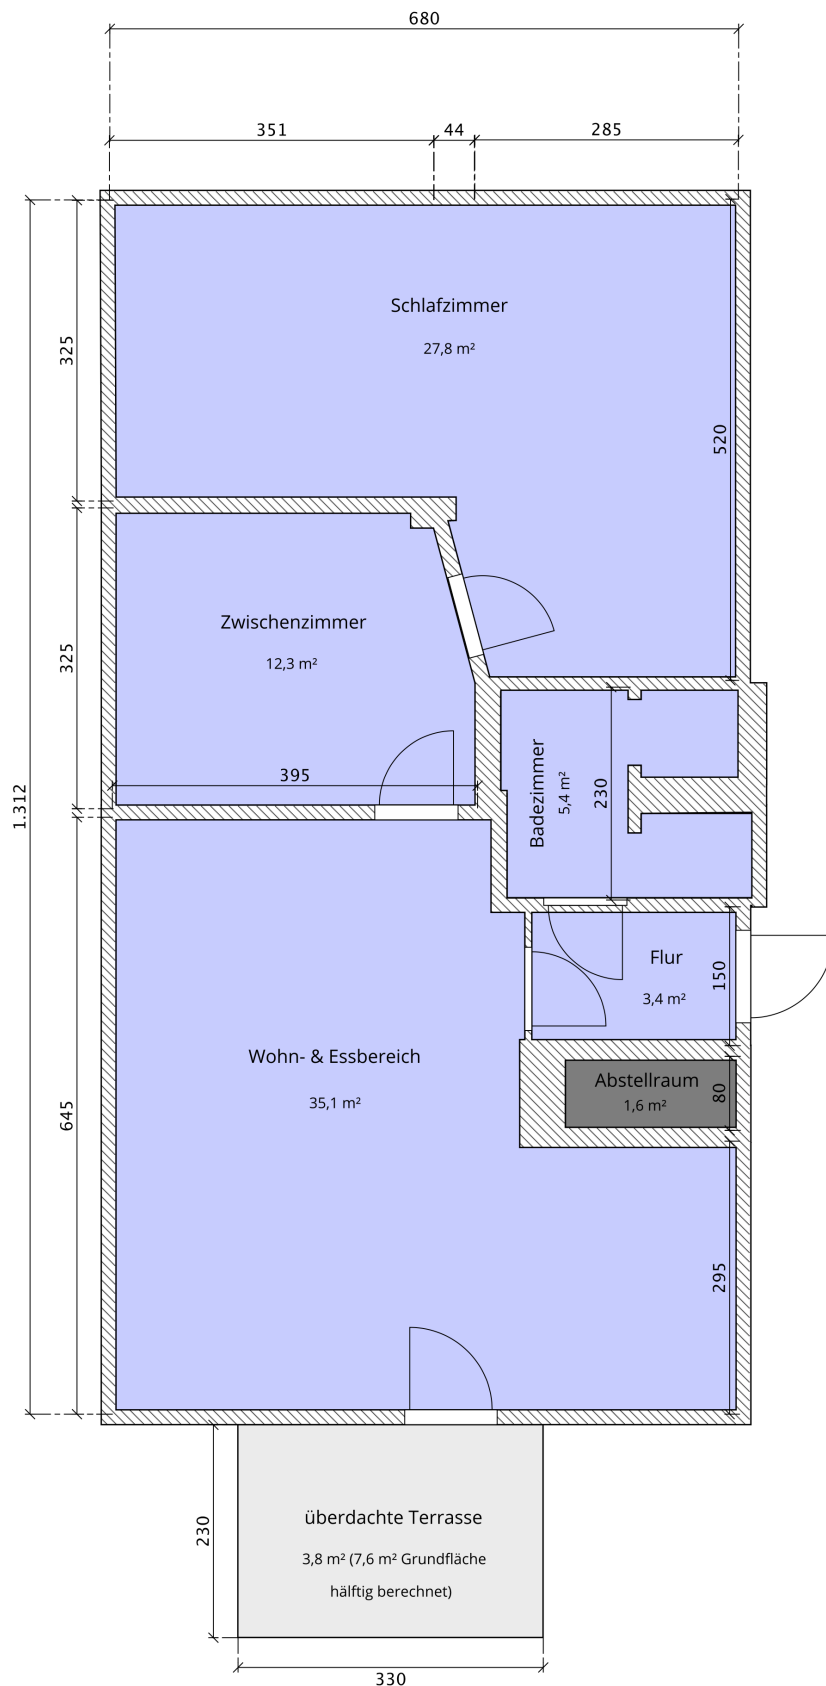 680
351
44
285
Schlafzimmer
27,8 m²
325
520
Zwischenzimmer
12,3 m²
325
395
Badezimmer
5,4 m²
230
1.312
Flur
3,4 m²
150
Wohn- & Essbereich
35,1 m²
Abstellraum
1,6 m²
80
645
295
überdachte Terrasse
3,8 m² (7,6 m² Grundfläche
hälftig berechnet)
230
330